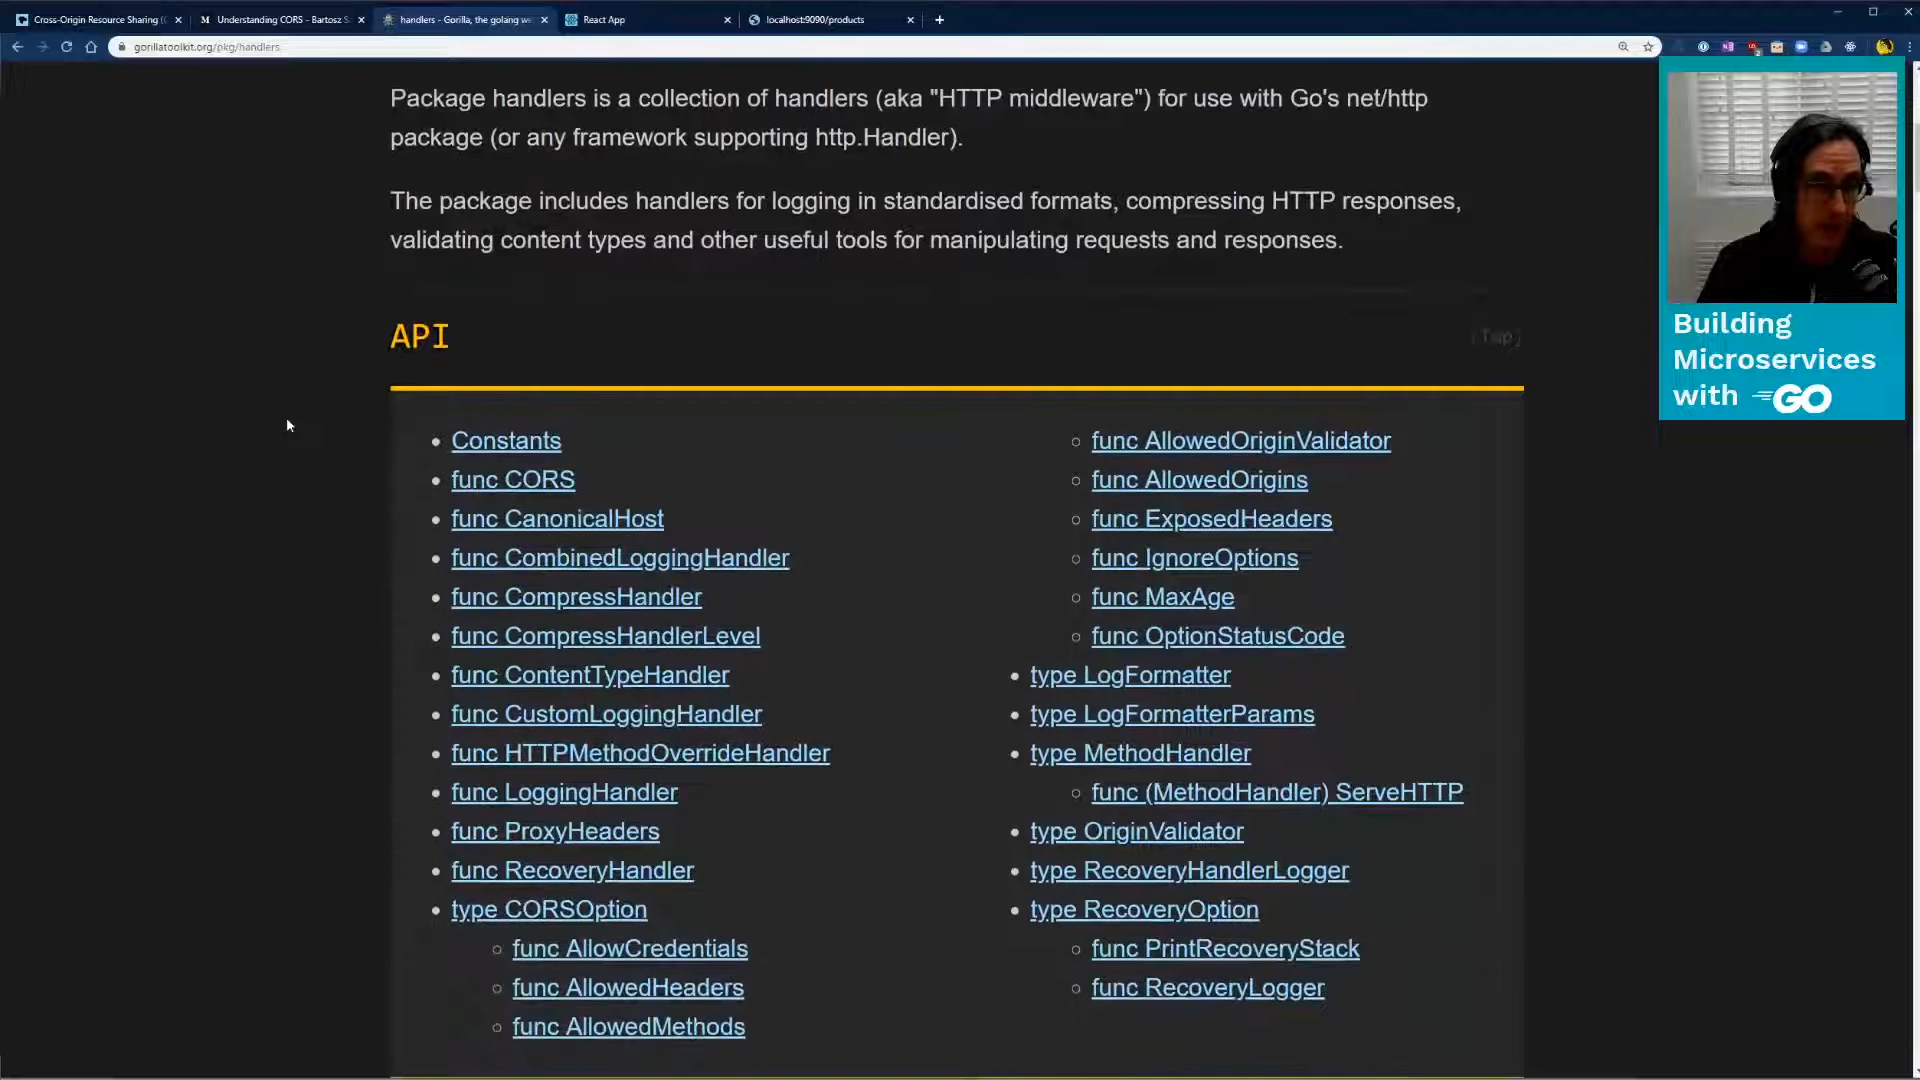 Cross-Origin Resource Sharing (
Understanding CORS - Bartosz S
handlers - Gorilla, the golang we
React App
localhost:9090/products
gorillatoolkit.org/pkg/handlers
Package handlers is a collection of handlers (aka "HTTP middleware") for use with Go's net/http
package (or any framework supporting http.Handler).
The package includes handlers for logging in standardised formats, compressing HTTP responses,
validating content types and other useful tools for manipulating requests and responses.
API
[Top]
Constants
func CORS
func CanonicalHost
func CombinedLoggingHandler
func CompressHandler
func CompressHandlerLevel
func ContentTypeHandler
func CustomLoggingHandler
func HTTPMethodOverrideHandler
func LoggingHandler
func ProxyHeaders
func RecoveryHandler
type CORSOption
func AllowCredentials
func AllowedHeaders
func AllowedMethods
func AllowedOriginValidator
func AllowedOrigins
func ExposedHeaders
func IgnoreOptions
func MaxAge
func OptionStatusCode
type LogFormatter
type LogFormatterParams
type MethodHandler
func (MethodHandler) ServeHTTP
type OriginValidator
type RecoveryHandlerLogger
type RecoveryOption
func PrintRecoveryStack
func RecoveryLogger
Building
Microservices
with GO